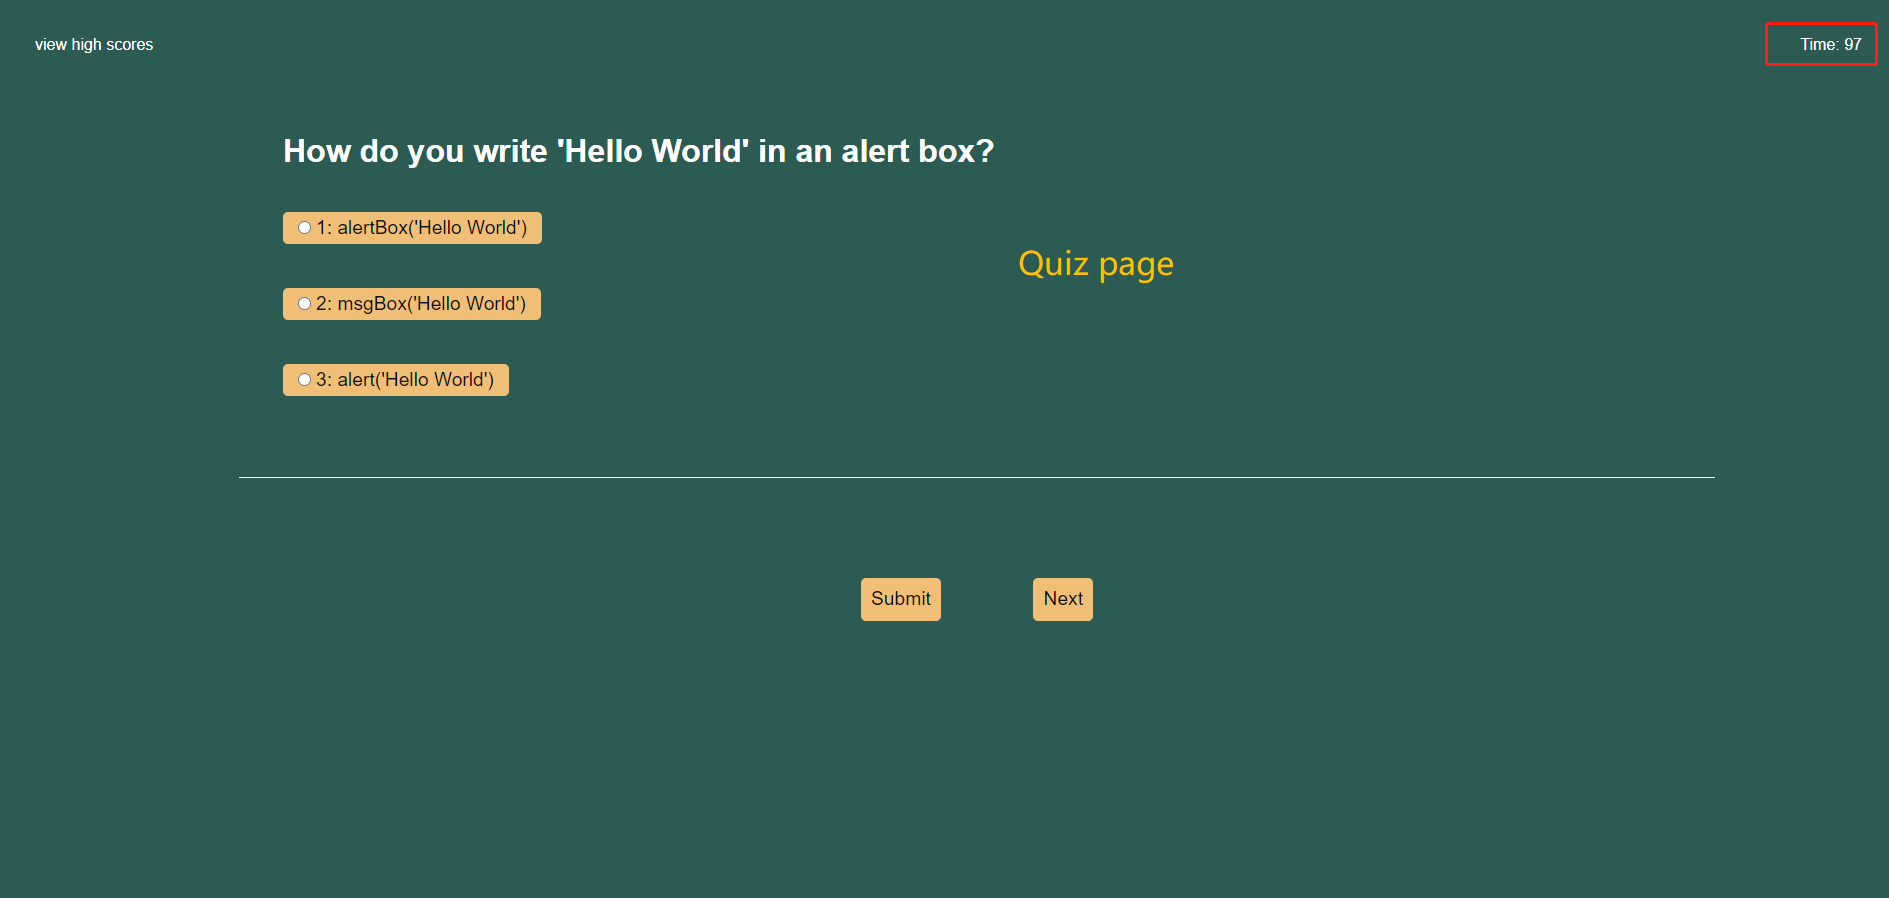 view high scores
Time: 97
How do you write 'Hello World' in an alert box?
1: alertBox('Hello World')
Quiz page
2: msgBox('Hello World')
3: alert('Hello World')
Submit
Next